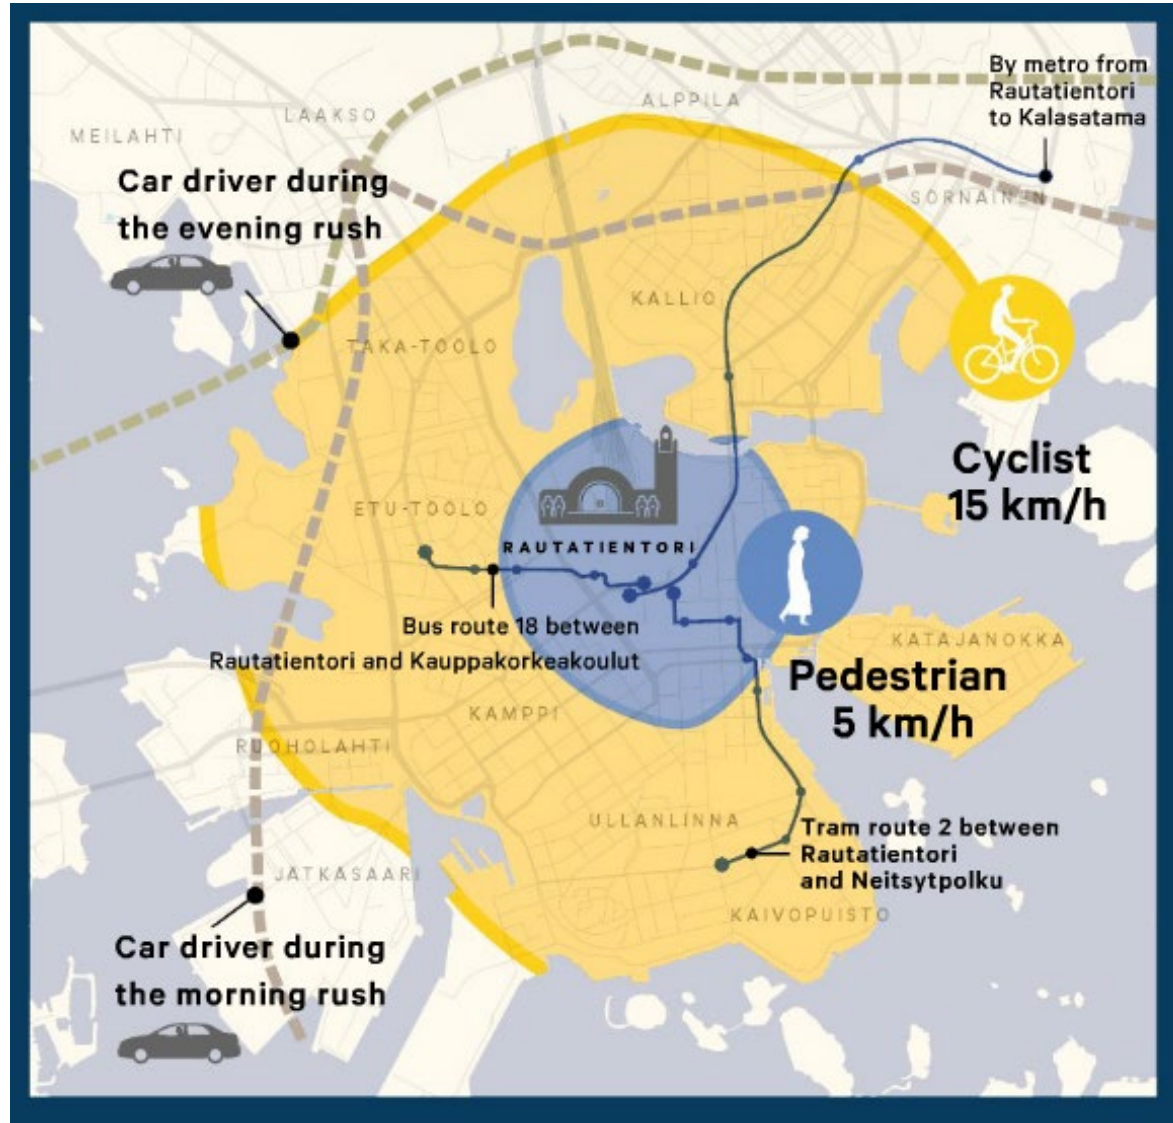 By metro from
Rautatientori
to Kalasatama
ALPPILA
LAAKSO
MEILAHTI
Car driver during
the evening rush
SÖRNÄINEN
KALLIO
TAKA-TÖÖLÖ
Cyclist
15 km/h
ETU-TÖÖLÖ
RAUTATIENTORI
Bus route 18 between
Rautatientori and Kauppakorkeakoulut
KATAJANOKKA
Pedestrian
5 km/h
KAMPPI
RUOHOLAHTI
ULLANLINNA
Tram route 2 between
Rautatientori
and Neitsytpolku
JÄTKÄSAARI
KAIVOPUISTO
Car driver during
the morning rush